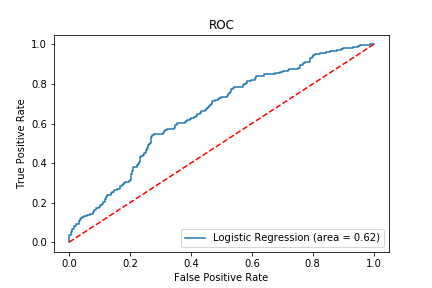 ROC
True Positive Rate
1.0
0.8
0.6
0.4
0.2
0.0
Logistic Regression (area = 0.62)
0.0 0.2 0.4 0.6 0.8 1.0
False Positive Rate